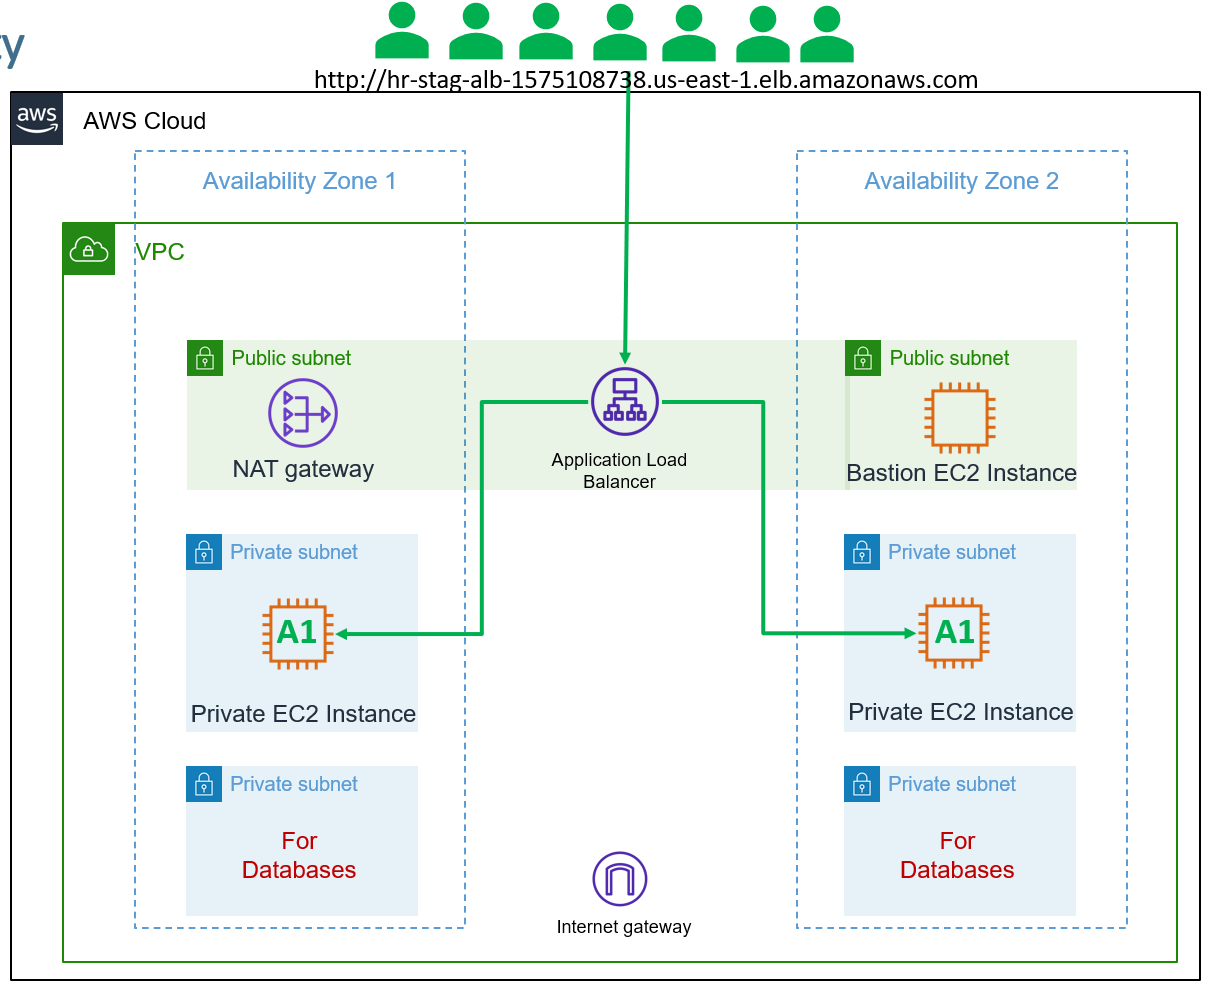 ty
http://hr-stag-alb-1575108738.us-east-1.elb.amazonaws.com
aws
AWS Cloud
Availability Zone 1
Availability Zone 2
VPC
Public subnet
Public subnet
NAT gateway
Application Load
Balancer
Bastion EC2 Instance
Private subnet
Private subnet
A1
A1
Private EC2 Instance
Private EC2 Instance
Private subnet
Private subnet
For
Databases
For
Databases
Internet gateway